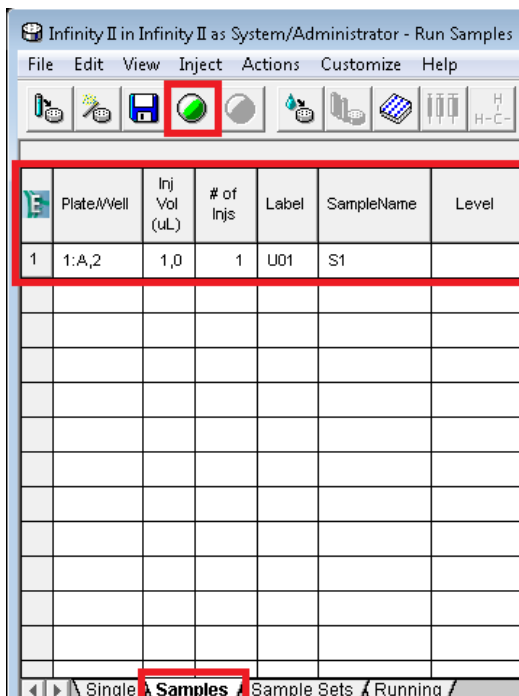 Infinity II in Infinity II as System/Administrator - Run Samples
File Edit View Inject Actions Customize Help
H
H-C-
Plate/Well Inj Vol (uL) # of Injs Label SampleName Level
1 1:A,2 1,0 1 U01 S1
Single Samples Sample Sets Running